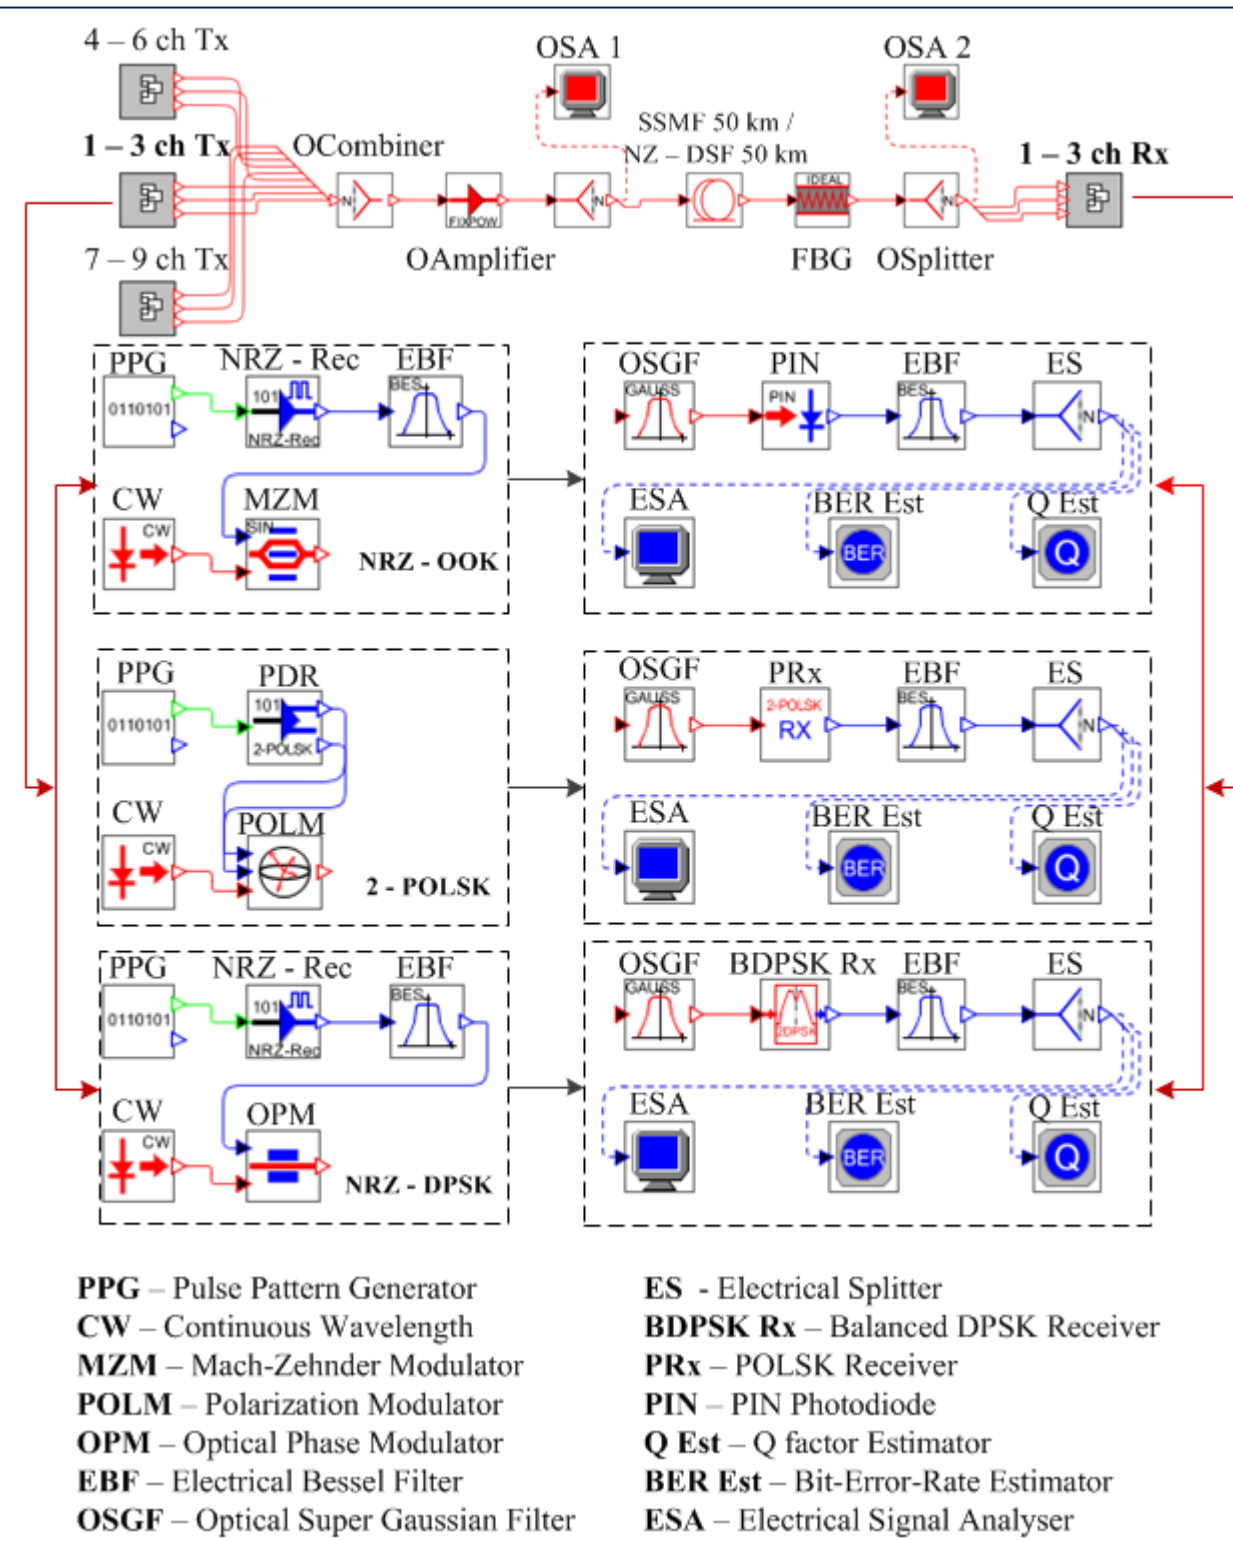 4 – 6 ch Tx
OSA 1
OSA 2
SSMF 50 km /
NZ – DSF 50 km
1 – 3 ch Tx
OCombiner
1 – 3 ch Rx
IDEAL
N
FIXPOW
N
N
7 – 9 ch Tx
OAmplifier
FBG
OSplitter
PPG
NRZ - Rec
EBF
OSGF
PIN
EBF
ES
0110101
101
NRZ-Rec
BES
GAUSS
PIN
BES
N
CW
MZM
ESA
BER Est
Q Est
CW
SIN
NRZ - OOK
BER
Q
PPG
PDR
OSGF
PRx
EBF
ES
0110101
101
2-POLSK
GAUSS
2-POLSK
RX
BES
N
CW
POLM
ESA
BER Est
Q Est
CW
2 - POLSK
BER
Q
PPG
NRZ - Rec
EBF
OSGF
BDPSK Rx
EBF
ES
0110101
101
NRZ-Rec
BES
GAUSS
2DPSK
BES
N
CW
OPM
ESA
BER Est
Q Est
CW
NRZ - DPSK
BER
Q
PPG – Pulse Pattern Generator
CW – Continuous Wavelength
MZM – Mach-Zehnder Modulator
POLM – Polarization Modulator
OPM – Optical Phase Modulator
EBF – Electrical Bessel Filter
OSGF – Optical Super Gaussian Filter
ES - Electrical Splitter
BDPSK Rx – Balanced DPSK Receiver
PRx – POLSK Receiver
PIN – PIN Photodiode
Q Est – Q factor Estimator
BER Est – Bit-Error-Rate Estimator
ESA – Electrical Signal Analyser